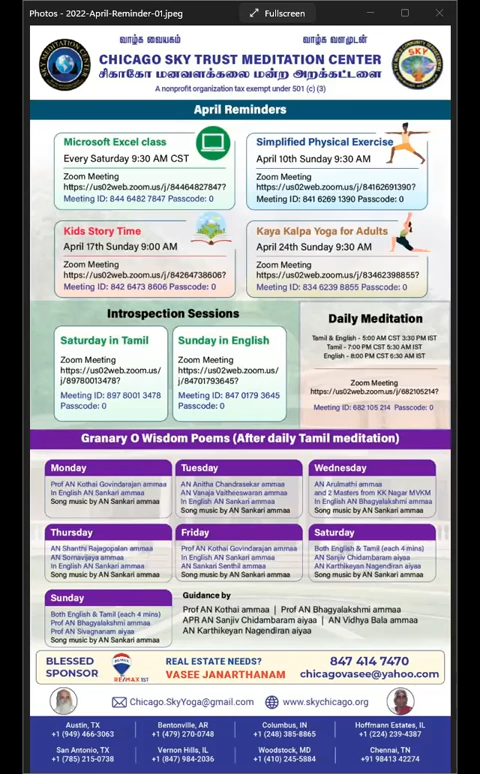 Photos - 2022-April-Reminder-01.jpeg
Fullscreen
வாழ்க வையகம்
வாழ்க வளமுடன்
CHICAGO SKY TRUST MEDITATION CENTER
சிகாகோ மனவளக்கலை மன்ற அறக்கட்டளை
A nonprofit organization tax exempt under 501 (c) (3)
April Reminders
Microsoft Excel class
Every Saturday 9:30 AM CST
Zoom Meeting
https://us02web.zoom.us/j/84464827847?
Meeting ID: 844 6482 7847 Passcode: 0
Simplified Physical Exercise
April 10th Sunday 9:30 AM
Zoom Meeting
https://us02web.zoom.us/j/84162691390?
Meeting ID: 841 6269 1390 Passcode: 0
Kids Story Time
April 17th Sunday 9:00 AM
Zoom Meeting
https://us02web.zoom.us/j/84264738606?
Meeting ID: 842 6473 8606 Passcode: 0
Kaya Kalpa Yoga for Adults
April 24th Sunday 9:30 AM
Zoom Meeting
https://us02web.zoom.us/j/83462398855?
Meeting ID: 834 6239 8855 Passcode: 0
Introspection Sessions
Saturday in Tamil
Zoom Meeting
https://us02web.zoom.us/
j/89780013478?
Meeting ID: 897 8001 3478
Passcode: 0
Sunday in English
Zoom Meeting
https://us02web.zoom.us/
j/84701793645?
Meeting ID: 847 0179 3645
Passcode: 0
Daily Meditation
Tamil & English - 5:00 AM CST 3:30 PM IST
Tamil - 7:00 PM CST 5:30 AM IST
English - 8:00 PM CST 6:30 AM IST
Zoom Meeting
https://us02web.zoom.us/j/682105214?
Meeting ID: 682 105 214 Passcode: 0
Granary O Wisdom Poems (After daily Tamil meditation)
Monday
Prof AN Kothai Govindarajan ammaa
In English AN Sankari ammaa
Song music by AN Sankari ammaa
Tuesday
AN Anitha Chandrasekar ammaa
AN Vanaja Vaitheeswaran ammaa
In English AN Sankari ammaa
Song music by AN Sankari ammaa
Wednesday
AN Arulmathi ammaa
and 2 Masters from KK Nagar MVKM
In English AN Bhagyalakshmi ammaa
Song music by AN Sankari ammaa
Thursday
AN Shanthi Rajagopalan ammaa
AN Sornavijaya ammaa
In English AN Sankari ammaa
Song music by AN Sankari ammaa
Friday
Prof AN Kothai Govindarajan ammaa
In English AN Sankari ammaa
AN Sankari Senthil ammaa
Song music by AN Sankari ammaa
Saturday
Both English & Tamil (each 4 mins)
AN Sanjiv Chidambaram aiyaa
AN Karthikeyan Nagendiran aiyaa
Song music by AN Sankari ammaa
Sunday
Both English & Tamil (each 4 mins)
Prof AN Bhagyalakshmi ammaa
Prof AN Sivagnanam aiyaa
Song music by AN Sankari ammaa
Guidance by
Prof AN Kothai ammaa | Prof AN Bhagyalakshmi ammaa
APR AN Sanjiv Chidambaram aiyaa | AN Vidhya Bala ammaa
AN Karthikeyan Nagendiran aiyaa
BLESSED
SPONSOR
RE/MAX
RE/MAX 1ST
REAL ESTATE NEEDS?
VASEE JANARTHANAM
847 414 7470
chicagovasee@yahoo.com
Chicago.SkyYoga@gmail.com
www.skychicago.org
Austin, TX
+1 (949) 466-3063
Bentonville, AR
+1 (479) 270-0748
Columbus, IN
+1 (248) 385-8865
Hoffmann Estates, IL
+1 (224) 239-4387
San Antonio, TX
+1 (785) 215-0738
Vernon Hills, IL
+1 (847) 984-2036
Woodstock, MD
+1 (410) 245-5884
Chennai, TN
+91 98413 42274